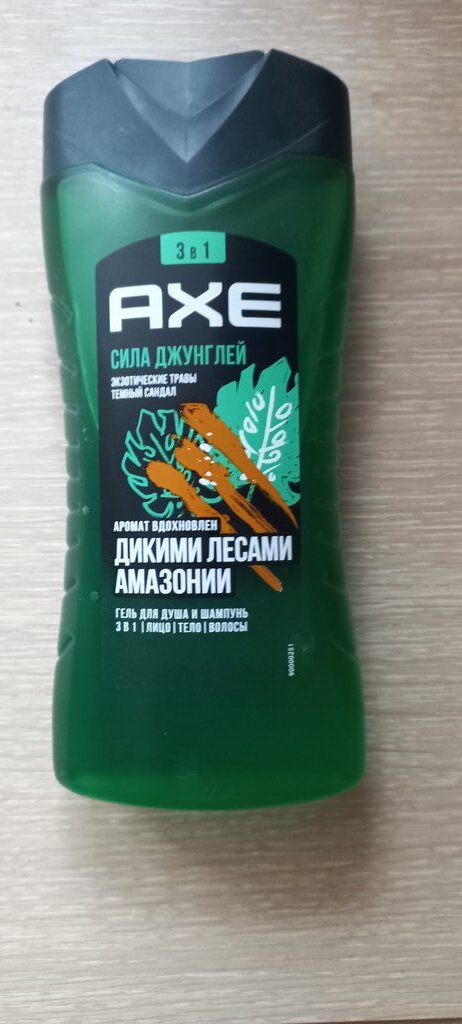 3 в 1
AXE
СИЛА ДЖУНГЛЕЙ
ЭКЗОТИЧЕСКИЕ ТРАВЫ
ТЕМНЫЙ САНДАЛ
АРОМАТ ВДОХНОВЛЕН
ДИКИМИ ЛЕСАМИ
АМАЗОНИИ
ГЕЛЬ ДЛЯ ДУША И ШАМПУНЬ
3 В 1 | ЛИЦО | ТЕЛО | ВОЛОСЫ
90000251